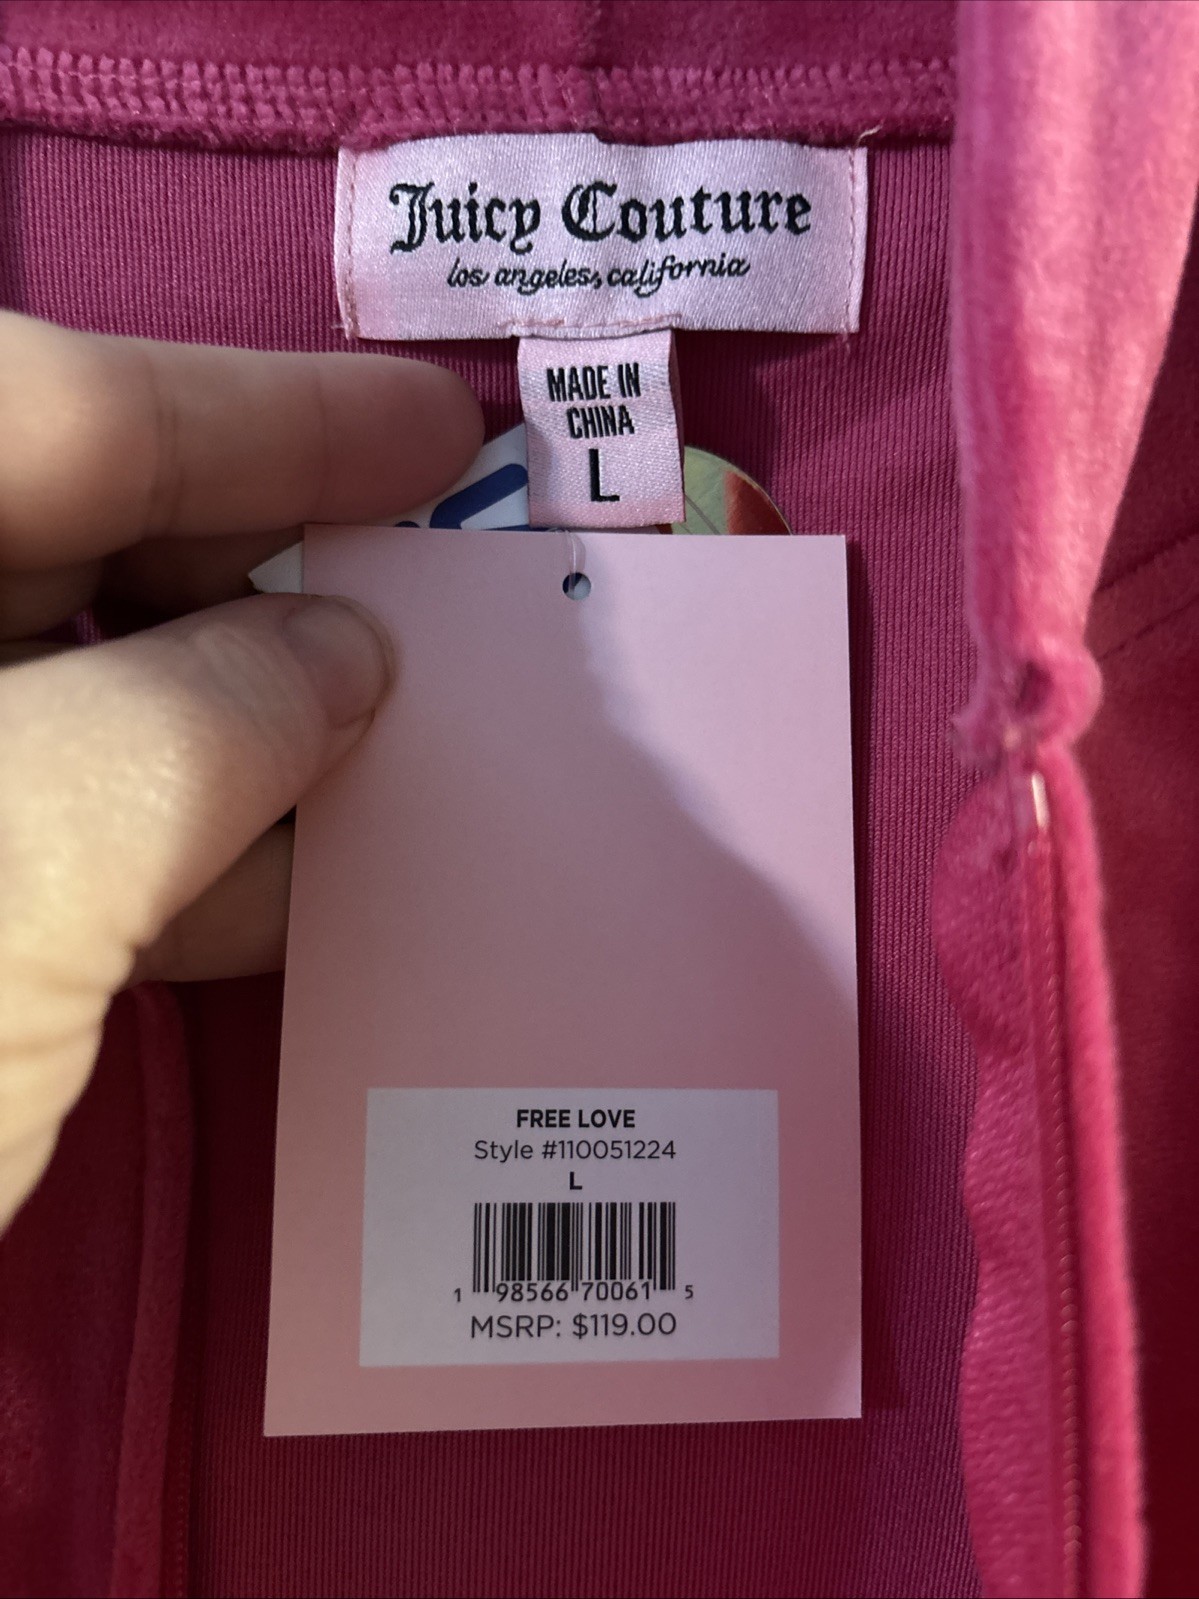 Juicy Couture
los angeles, california
MADE IN
CHINA
L
FREE LOVE
Style #110051224
L
1 98566 70061 5
MSRP: $119.00